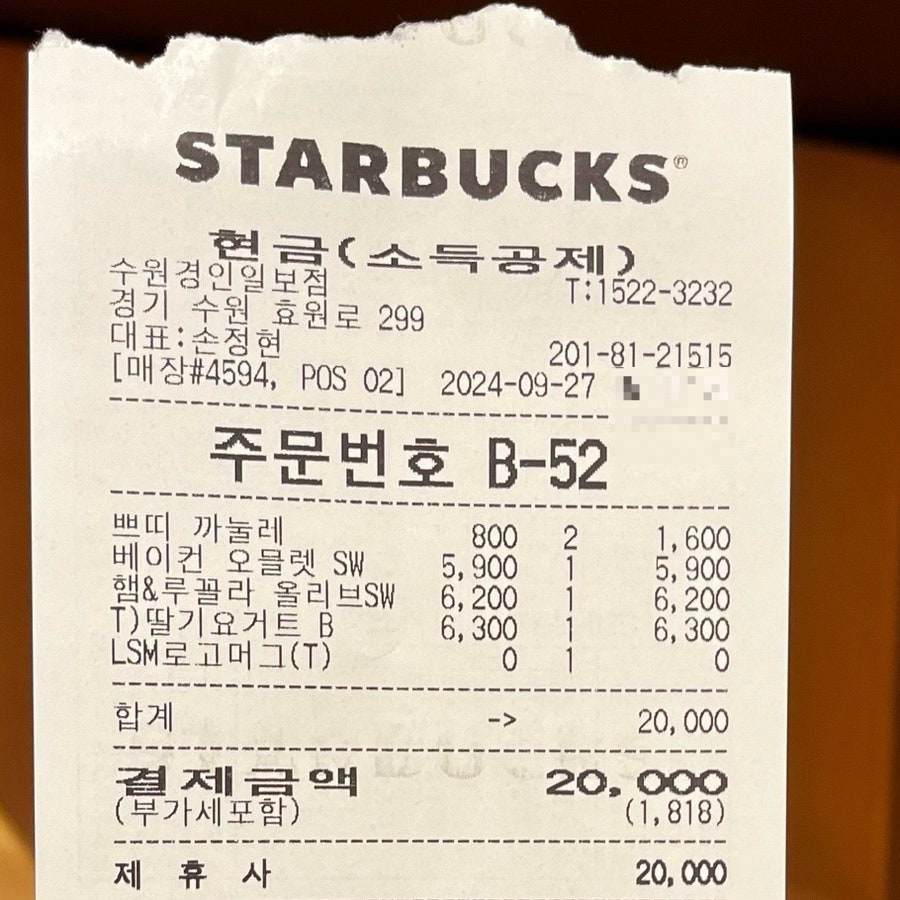 STARBUCKS®
현금(소득공제)
수원경인일보점 T:1522-3232
경기 수원 효원로 299
대표:손정현 201-81-21515
[매장#4594, POS 02] 2024-09-27
주문번호 B-52
쁘띠 까눌레 800 2 1,600
베이컨 오믈렛 SW 5,900 1 5,900
햄&루꼴라 올리브SW 6,200 1 6,200
T)딸기요거트 B 6,300 1 6,300
LSM로고머그(T) 0 1 0
합계 -> 20,000
결제금액 20,000
(부가세포함) (1,818)
제 휴 사 20,000